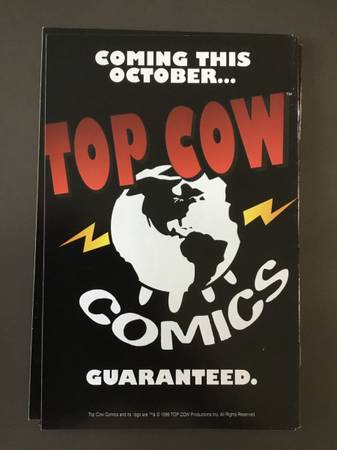 COMING THIS
OCTOBER...
TOP COW™
COMICS
GUARANTEED.
Top Cow Comics and its logo are ™& © 1996 TOP COW Productions Inc. All Rights Reserved.